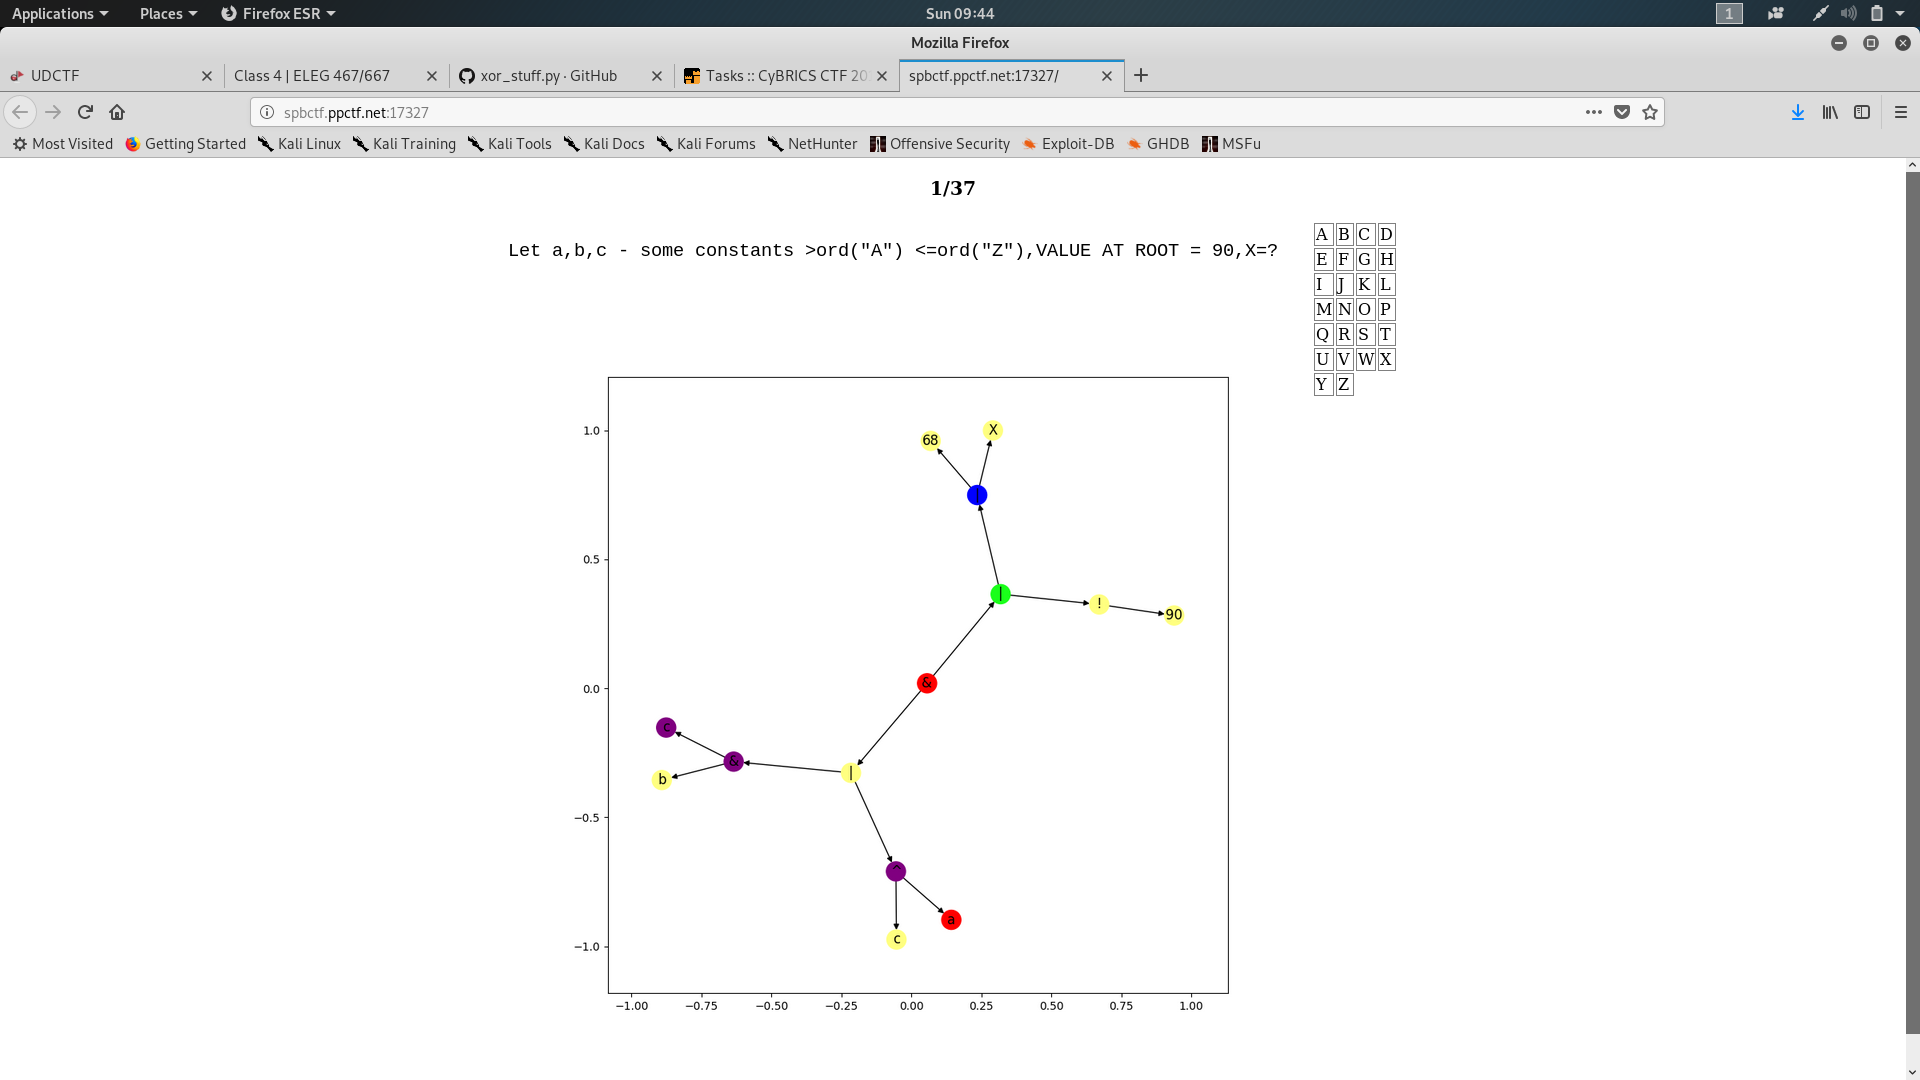 Applications Places Firefox ESR Sun 09:44 1
Mozilla Firefox
UDCTF Class 4 | ELEG 467/667 xor_stuff.py · GitHub Tasks :: CyBRICS CTF 20 spbctf.ppctf.net:17327/
spbctf.ppctf.net:17327
Most Visited Getting Started Kali Linux Kali Training Kali Tools Kali Docs Kali Forums NetHunter Offensive Security Exploit-DB GHDB MSFu
1/37
Let a,b,c - some constants >ord("A") <=ord("Z"),VALUE AT ROOT = 90,X=?
A B C D
E F G H
I J K L
M N O P
Q R S T
U V W X
Y Z
1.0
68 X
0.5
|
! 90
0.0
&
c
& |
b
−0.5
^
a
c
−1.0
−1.00 −0.75 −0.50 −0.25 0.00 0.25 0.50 0.75 1.00